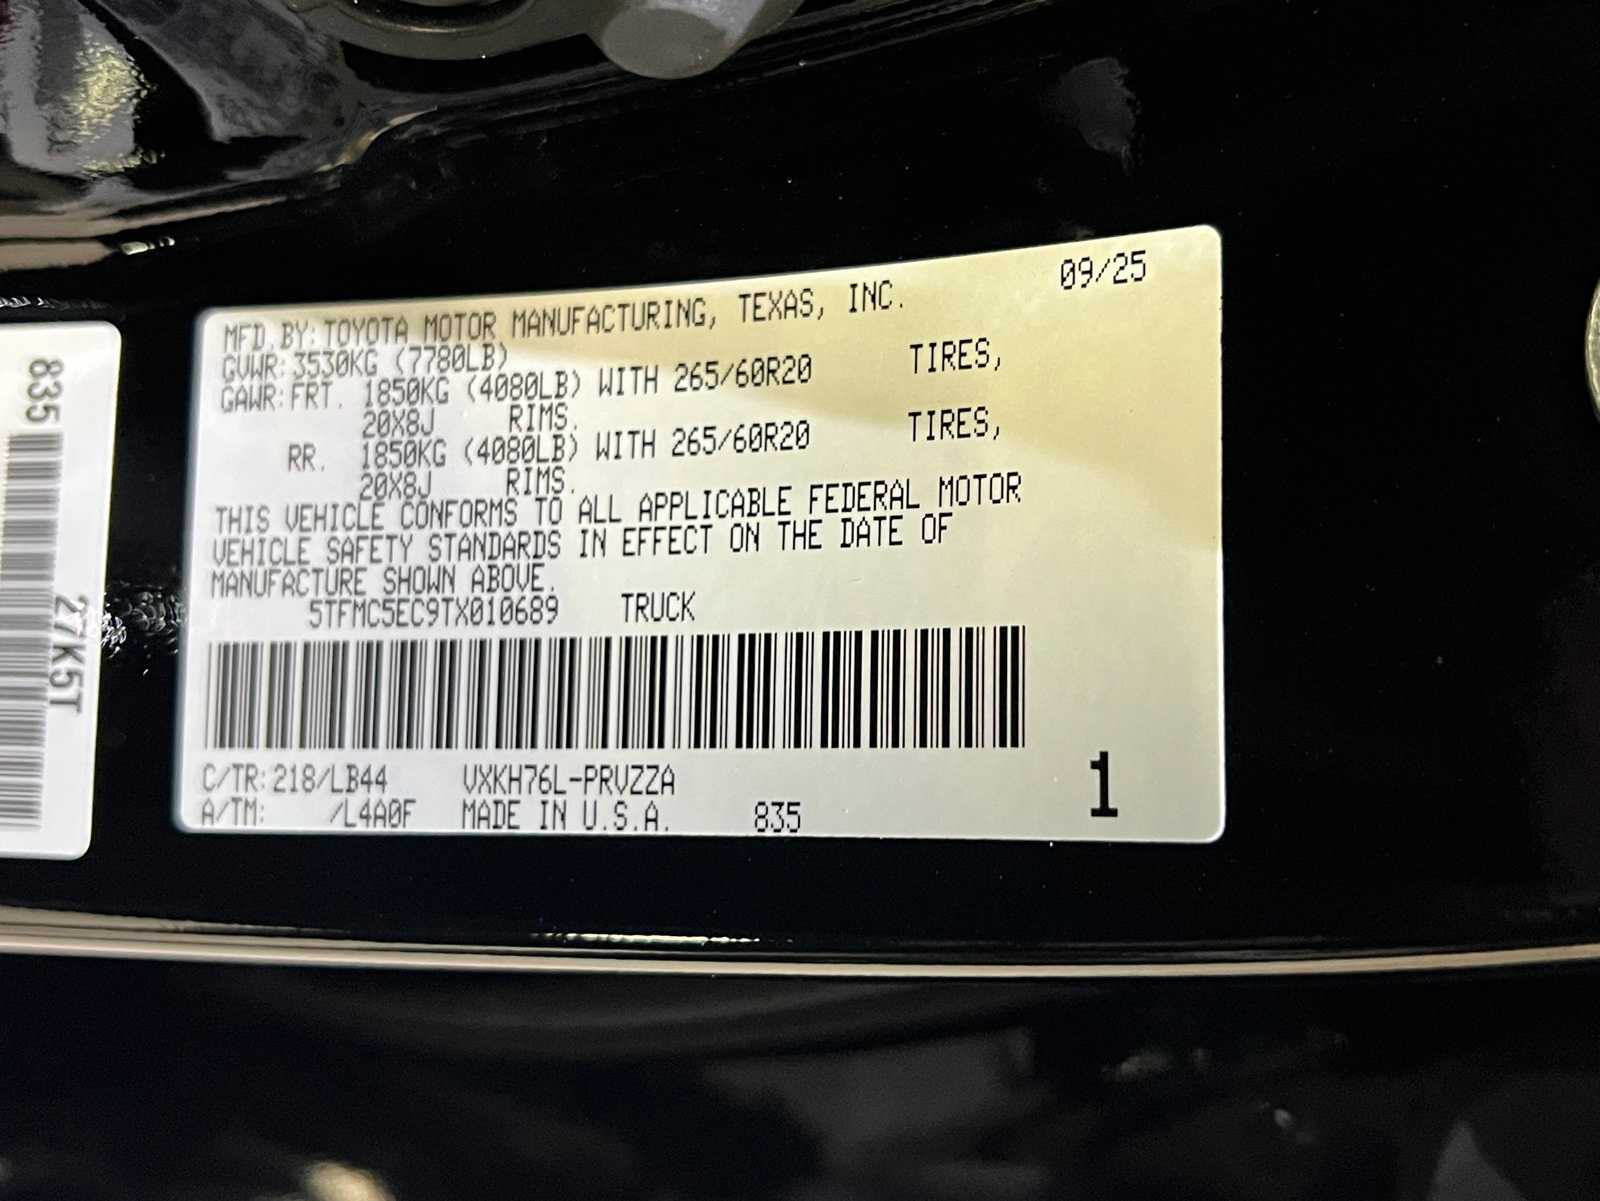 835
27K5T
MFD.BY:TOYOTA MOTOR MANUFACTURING, TEXAS, INC. 09/25
GVWR:3530KG (7780LB)
GAWR:FRT. 1850KG (4080LB) WITH 265/60R20 TIRES,
20X8J RIMS.
RR. 1850KG (4080LB) WITH 265/60R20 TIRES,
20X8J RIMS.
THIS VEHICLE CONFORMS TO ALL APPLICABLE FEDERAL MOTOR
VEHICLE SAFETY STANDARDS IN EFFECT ON THE DATE OF
MANUFACTURE SHOWN ABOVE.
5TFMC5EC9TX010689 TRUCK
C/TR:218/LB44 VXKH76L-PRVZZA
A/TM: /L4A0F MADE IN U.S.A. 835
1